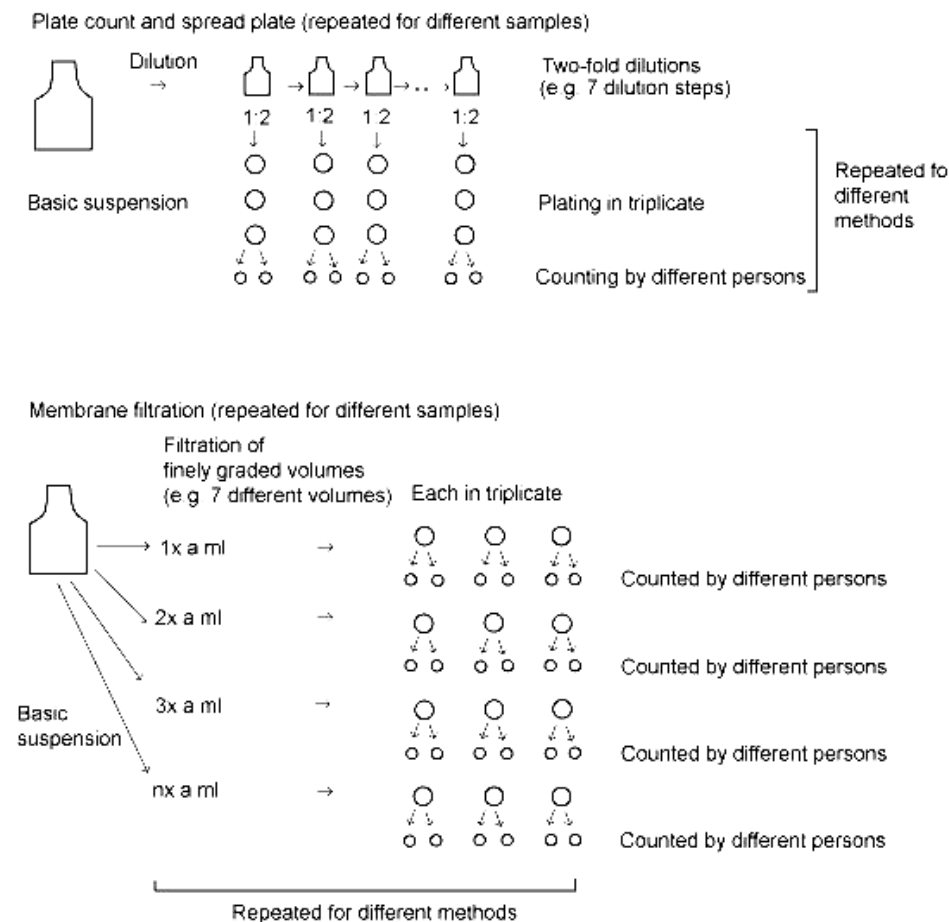 Plate count and spread plate (repeated for different samples)
Dilution
→ → → →.. →
Two-fold dilutions
(e.g. 7 dilution steps)
1:2 1:2 1:2 1:2
Basic suspension
Plating in triplicate
Counting by different persons
Repeated fo
different
methods
Membrane filtration (repeated for different samples)
Filtration of
finely graded volumes
(e g 7 different volumes)
Each in triplicate
1x a ml →
Counted by different persons
2x a ml →
Counted by different persons
3x a ml →
Counted by different persons
Basic
suspension
nx a ml →
Counted by different persons
Repeated for different methods